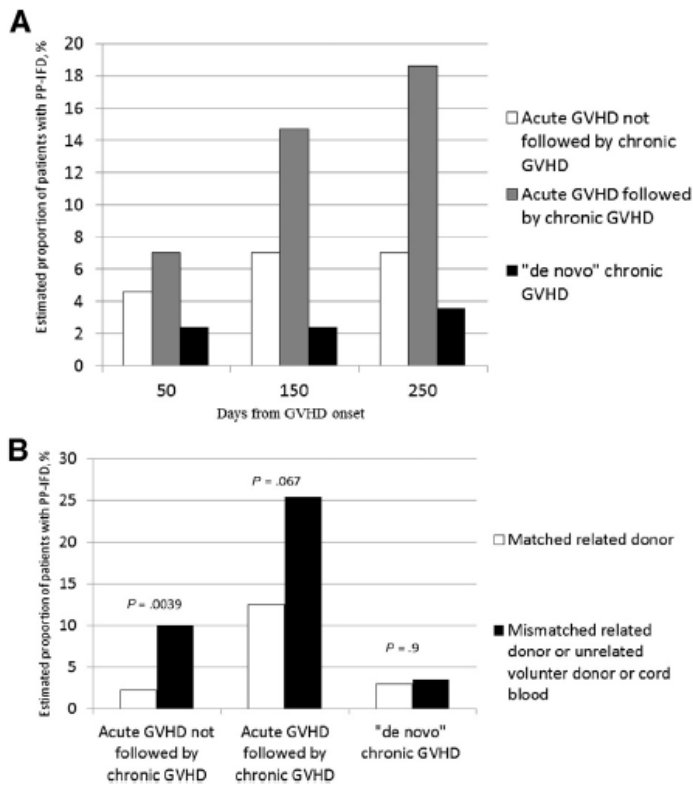 A
Estimated proportion of patients with PP-IFD, %
20
18
16
14
12
10
8
6
4
2
0
50 150 250
Days from GVHD onset
Acute GVHD not
followed by chronic
GVHD
Acute GVHD followed
by chronic GVHD
"de novo" chronic
GVHD
B
Estimated proportion of patients with PP-IFD, %
30
25
20
15
10
5
0
P = .0039
P = .067
P = .9
Acute GVHD not
followed by
chronic GVHD
Acute GVHD
followed by
chronic GVHD
"de novo"
chronic GVHD
Matched related donor
Mismatched related
donor or unrelated
volunter donor or cord
blood